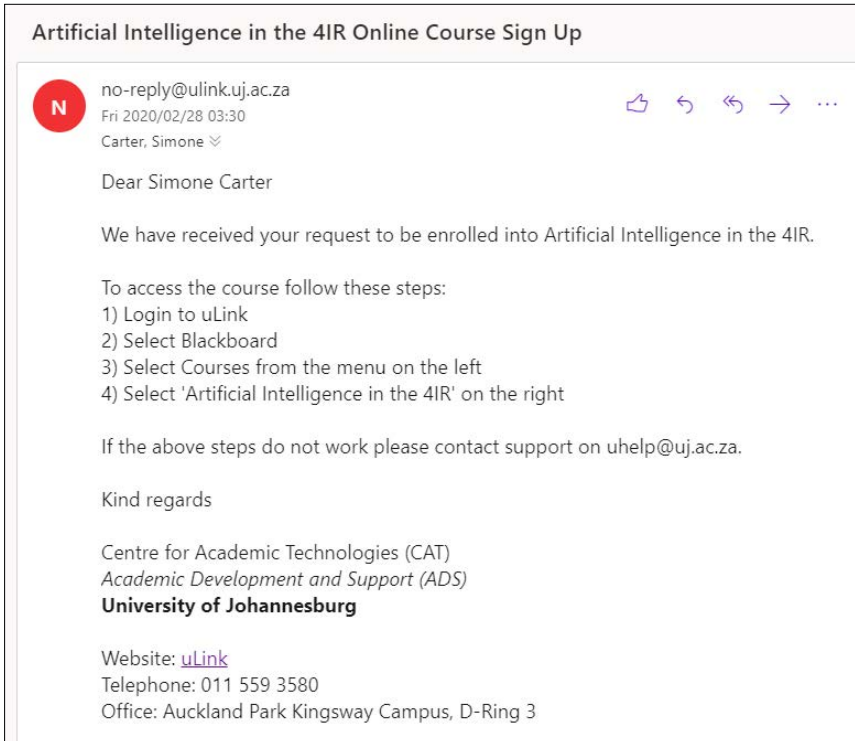 Artificial Intelligence in the 4IR Online Course Sign Up
N
no-reply@ulink.uj.ac.za
Fri 2020/02/28 03:30
Carter, Simone
Dear Simone Carter
We have received your request to be enrolled into Artificial Intelligence in the 4IR.
To access the course follow these steps:
1) Login to uLink
2) Select Blackboard
3) Select Courses from the menu on the left
4) Select 'Artificial Intelligence in the 4IR' on the right
If the above steps do not work please contact support on uhelp@uj.ac.za.
Kind regards
Centre for Academic Technologies (CAT)
Academic Development and Support (ADS)
University of Johannesburg
Website: uLink
Telephone: 011 559 3580
Office: Auckland Park Kingsway Campus, D-Ring 3